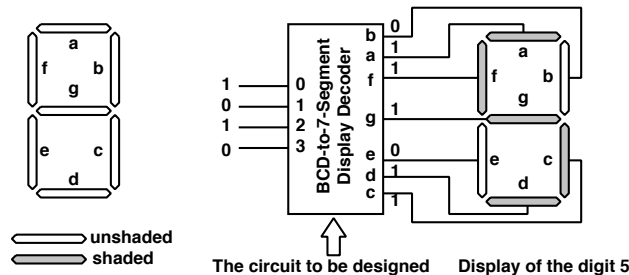 a
f b
g
e c
d
unshaded
shaded
1 0
0 1
1 2
0 3
BCD-to-7-Segment
Display Decoder
b 0
a 1
f 1
g 1
e 0
d 1
c 1
a
f b
g
e c
d
The circuit to be designed
Display of the digit 5